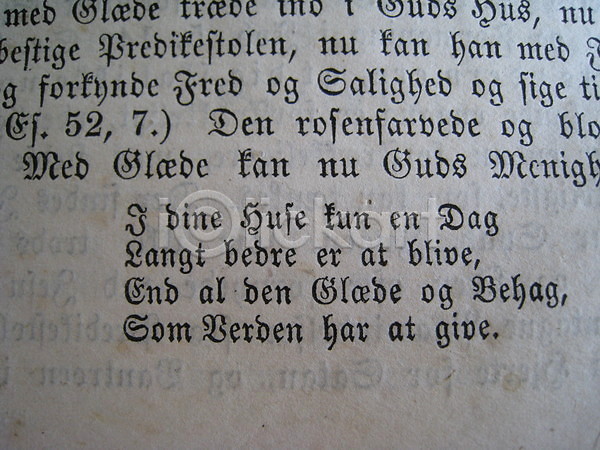 med Glæde træde ind i Guds Hus, nu
bestige Predikestolen, nu kan han med
g forkynde Fred og Salighed og sige ti
Es. 52, 7.) Den rosenfarvede og blo
Med Glæde kan nu Guds Menigh
I dine Huse kun en Dag
Langt bedre er at blive,
End al den Glæde og Behag,
Som Verden har at give.